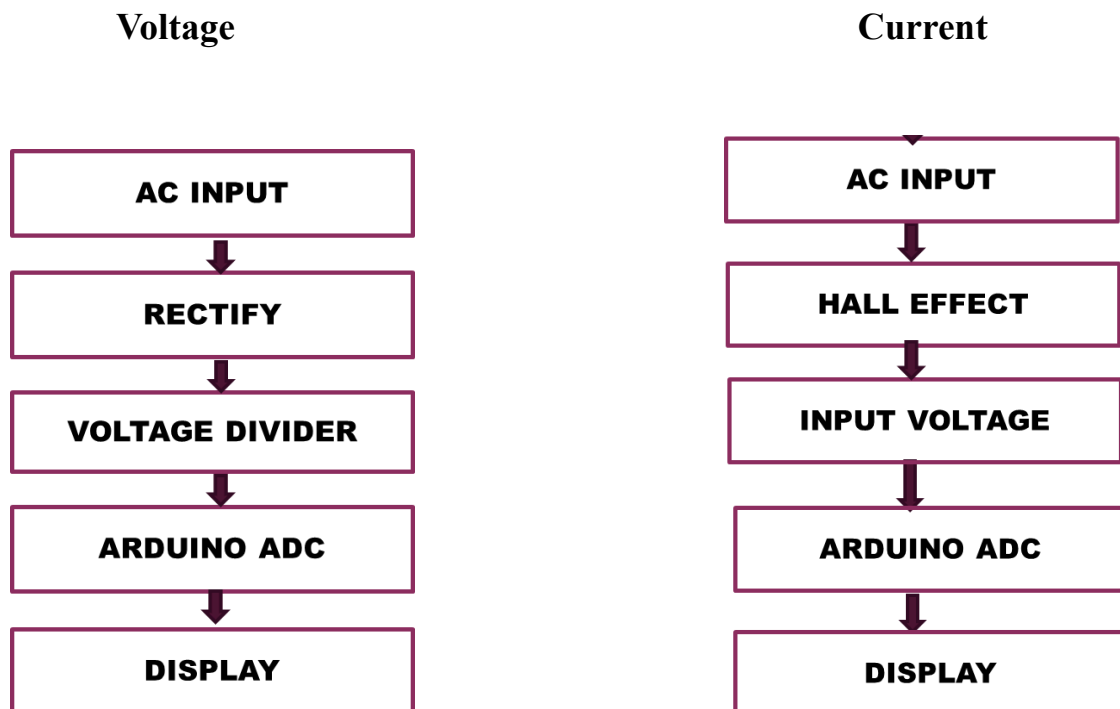 Voltage
AC INPUT
RECTIFY
VOLTAGE DIVIDER
ARDUINO ADC
DISPLAY
Current
AC INPUT
HALL EFFECT
INPUT VOLTAGE
ARDUINO ADC
DISPLAY